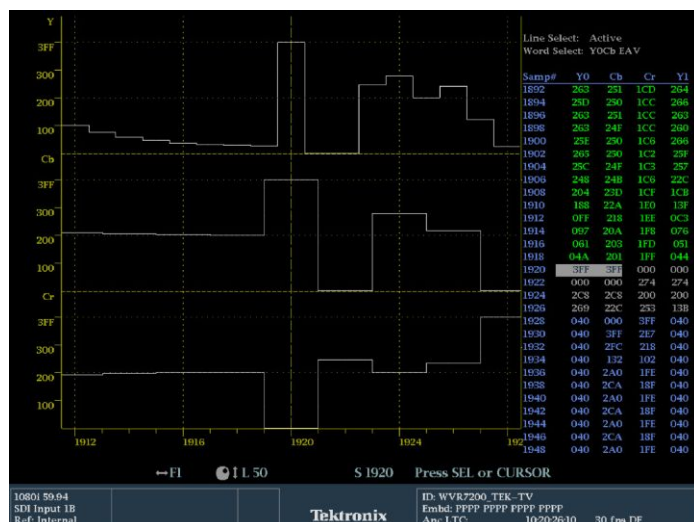 Y
3FF
300
200
100
Cb
3FF
300
200
100
Cr
3FF
300
200
100
1912 1916 1920 1924 192
Line Select: Active
Word Select: Y0Cb EAV
Samp# Y0 Cb Cr Y1
1892 263 251 1CD 264
1894 25D 250 1CC 266
1896 263 251 1CC 263
1898 263 24F 1CC 260
1900 25E 250 1C6 266
1902 265 250 1C2 25F
1904 25C 24F 1C3 257
1906 248 24B 1C6 22C
1908 204 23D 1CF 1CB
1910 188 22A 1E0 13F
1912 0FF 218 1EE 0C3
1914 097 20A 1F8 076
1916 061 203 1FD 051
1918 04A 201 1FF 044
1920 3FF 3FF 000 000
1922 000 000 274 274
1924 2C8 2C8 200 200
1926 269 22C 253 13B
1928 040 000 3FF 040
1930 040 3FF 2E7 040
1932 040 2FC 218 040
1934 040 132 102 040
1936 040 2A0 1FE 040
1938 040 2CA 18F 040
1940 040 2A0 1FE 040
1942 040 2CA 18F 040
1944 040 2A0 1FE 040
1946 040 2CA 18F 040
1948 040 2A0 1FE 040
F1 L 50 S 1920 Press SEL or CURSOR
1080i 59.94
SDI Input 1B
Ref: Internal
Tektronix
ID: WVR7200_TEK-TV
Embd: PPPP PPPP PPPP PPPP
Anc LTC: 10:20:26:10 30 fps DF